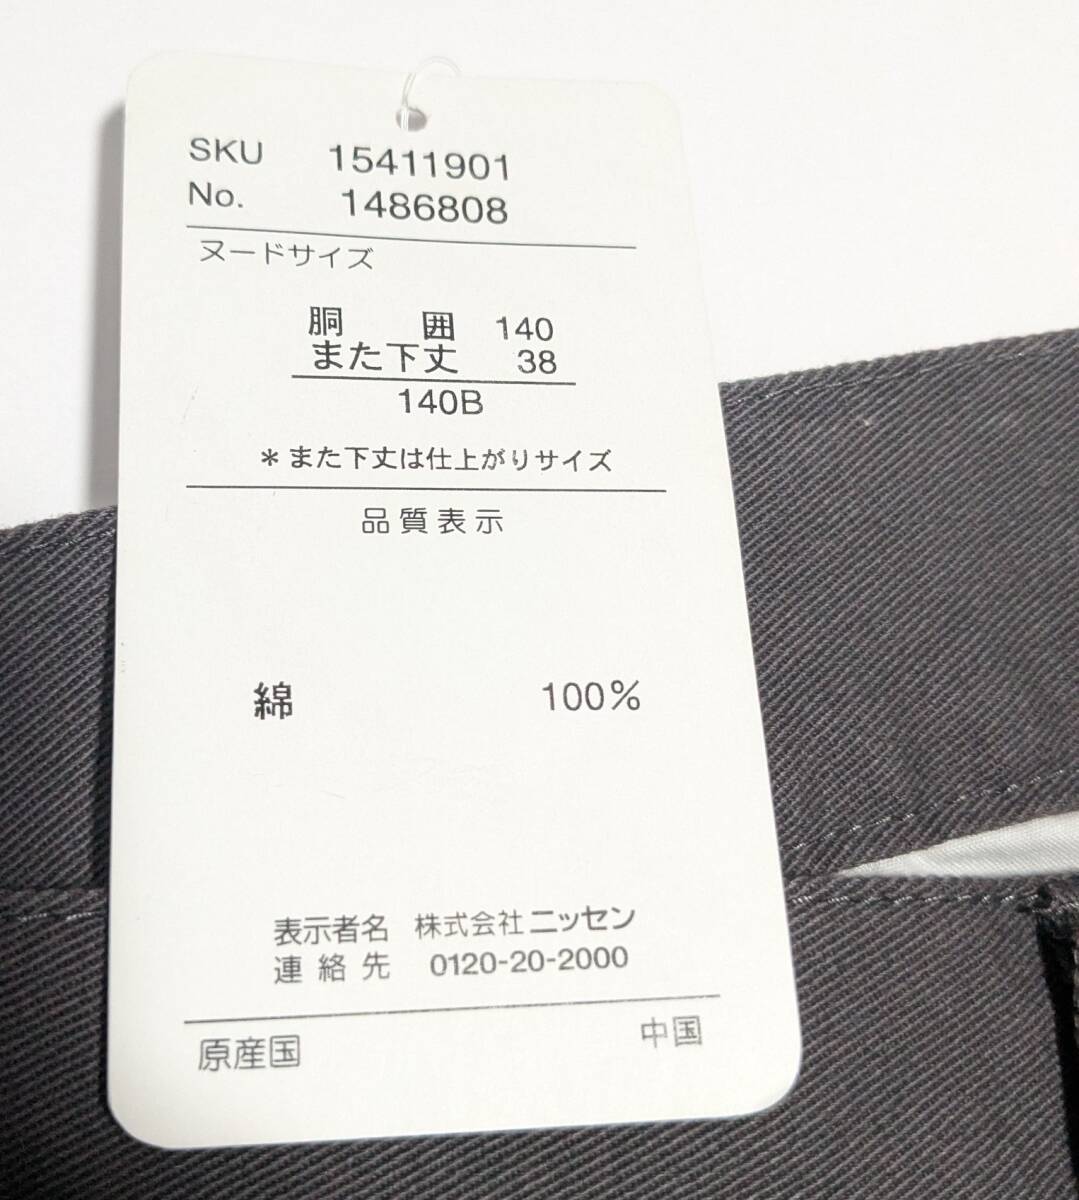 SKU 15411901
No. 1486808
ヌードサイズ
胴囲 140
また下丈 38
140B
＊また下丈は仕上がりサイズ
品質表示
綿 100%
表示者名 株式会社ニッセン
連絡先 0120-20-2000
原産国 中国